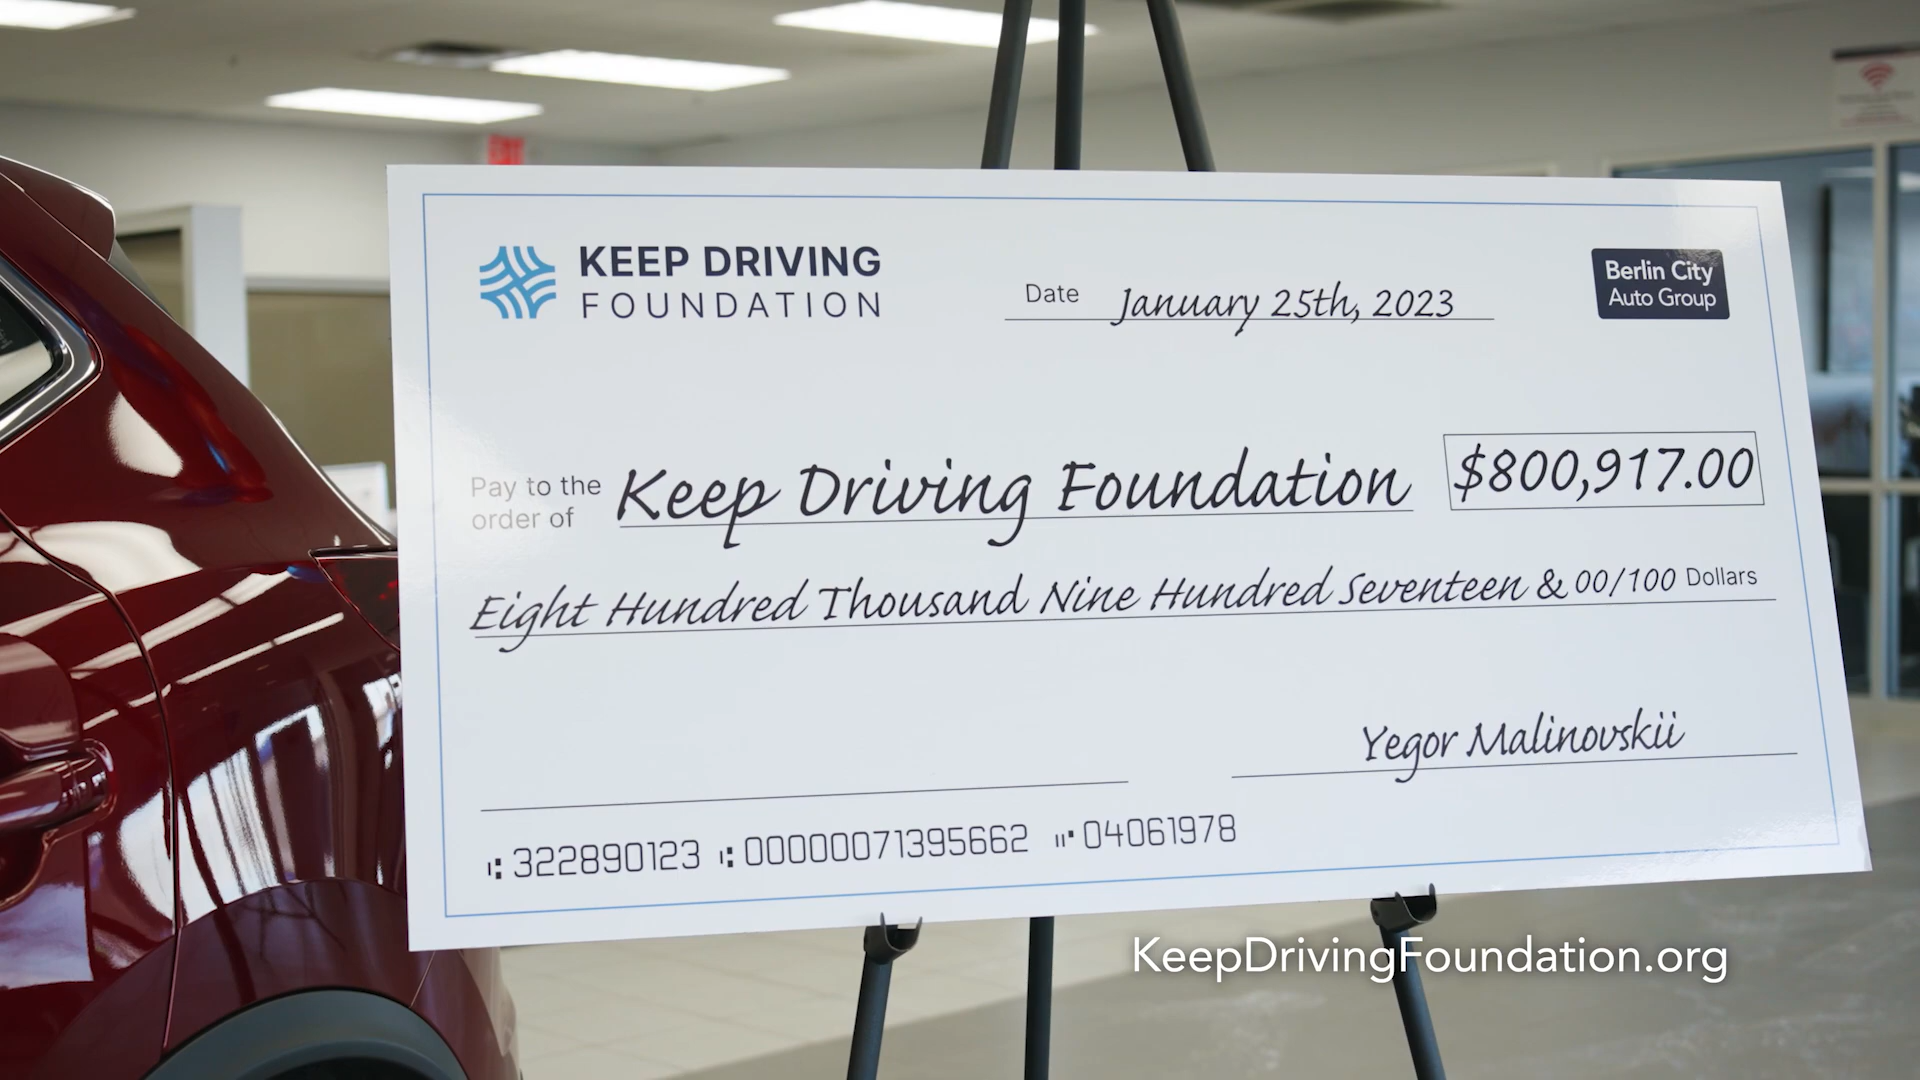 KEEP DRIVING
FOUNDATION
Date January 25th, 2023
Berlin City
Auto Group
Pay to the
order of
Keep Driving Foundation $800,917.00
Eight Hundred Thousand Nine Hundred Seventeen & 00/100 Dollars
Yegor Malinovskii
⑆322890123 ⑆00000071395662 ⑈04061978
KeepDrivingFoundation.org